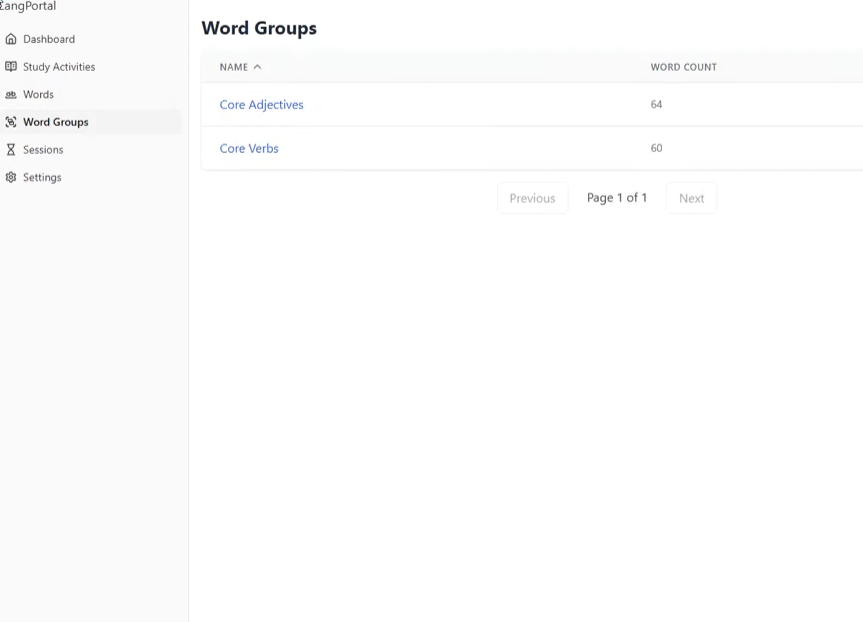 LangPortal
Dashboard
Study Activities
Words
Word Groups
Sessions
Settings
Word Groups
NAME
WORD COUNT
Core Adjectives
64
Core Verbs
60
Previous
Page 1 of 1
Next